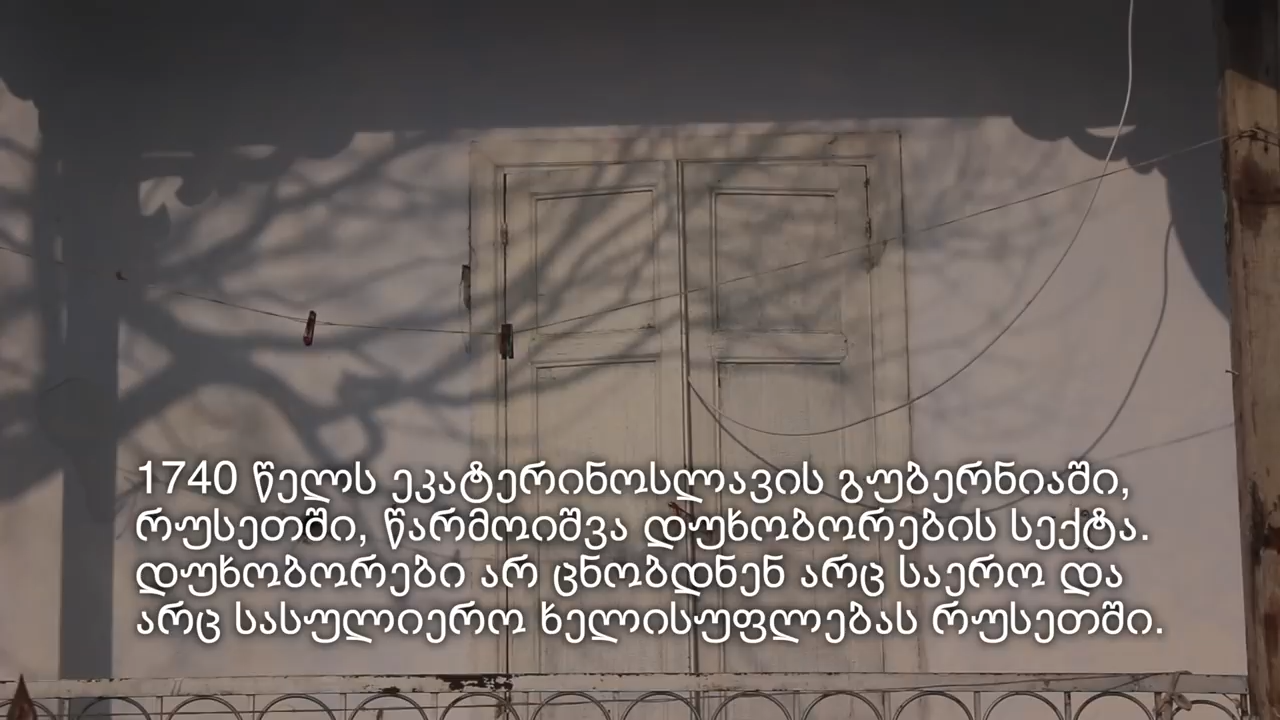 1740 წელს ეკატერინოსლავის გუბერნიაში,
რუსეთში, წარმოიშვა დუხობორების სექტა.
დუხობორები არ ცნობდნენ არც საერო და
არც სასულიერო ხელისუფლებას რუსეთში.